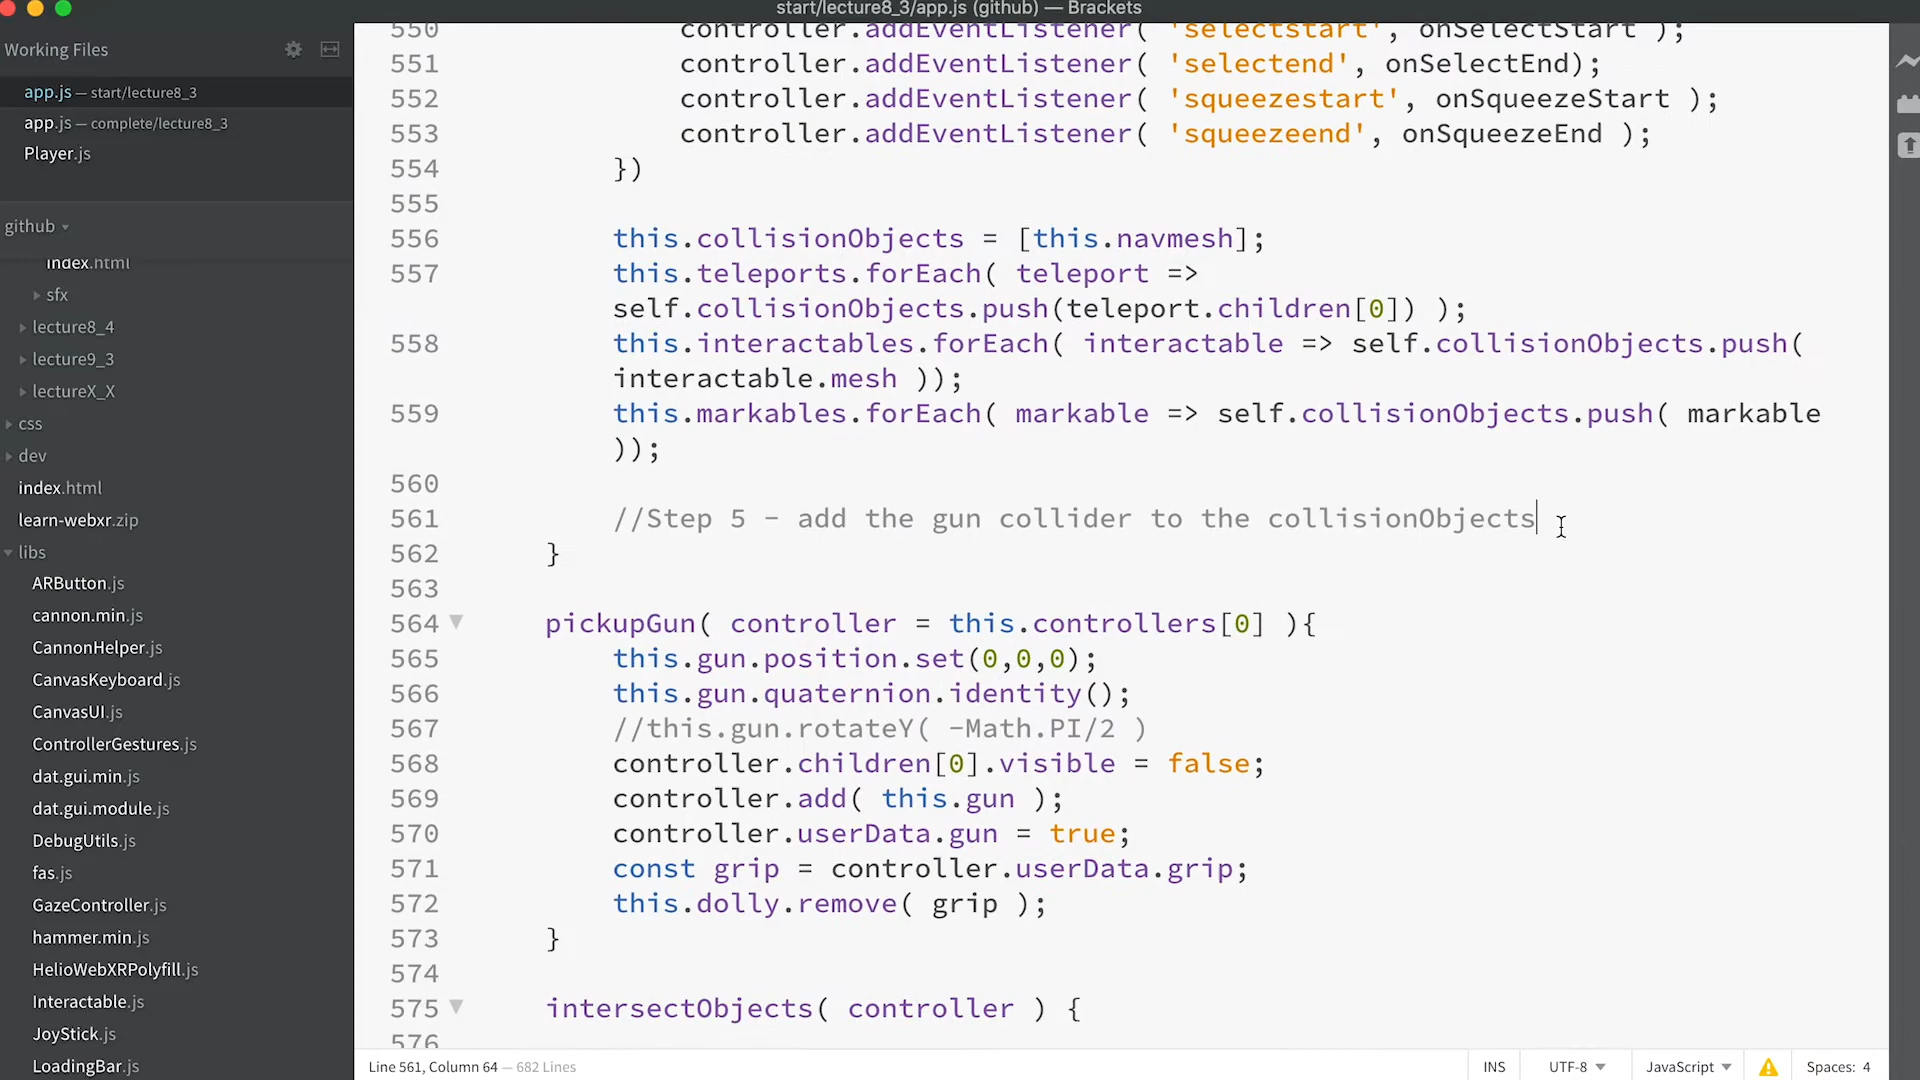 start/lecture8_3/app.js (github) — Brackets
Working Files
app.js — start/lecture8_3
app.js — complete/lecture8_3
Player.js
github
index.html
sfx
lecture8_4
lecture9_3
lectureX_X
css
dev
index.html
learn-webxr.zip
libs
ARButton.js
cannon.min.js
CannonHelper.js
CanvasKeyboard.js
CanvasUI.js
ControllerGestures.js
dat.gui.min.js
dat.gui.module.js
DebugUtils.js
fas.js
GazeController.js
hammer.min.js
HelioWebXRPolyfill.js
Interactable.js
JoyStick.js
LoadingBar.js
550 controller.addEventListener( 'selectstart', onSelectStart );
551 controller.addEventListener( 'selectend', onSelectEnd);
552 controller.addEventListener( 'squeezestart', onSqueezeStart );
553 controller.addEventListener( 'squeezeend', onSqueezeEnd );
554 })
555
556 this.collisionObjects = [this.navmesh];
557 this.teleports.forEach( teleport =>
self.collisionObjects.push(teleport.children[0]) );
558 this.interactables.forEach( interactable => self.collisionObjects.push(
interactable.mesh ));
559 this.markables.forEach( markable => self.collisionObjects.push( markable
));
560
561 //Step 5 - add the gun collider to the collisionObjects
562 }
563
564 pickupGun( controller = this.controllers[0] ){
565 this.gun.position.set(0,0,0);
566 this.gun.quaternion.identity();
567 //this.gun.rotateY( -Math.PI/2 )
568 controller.children[0].visible = false;
569 controller.add( this.gun );
570 controller.userData.gun = true;
571 const grip = controller.userData.grip;
572 this.dolly.remove( grip );
573 }
574
575 intersectObjects( controller ) {
576
Line 561, Column 64 — 682 Lines
INS
UTF-8
JavaScript
Spaces: 4